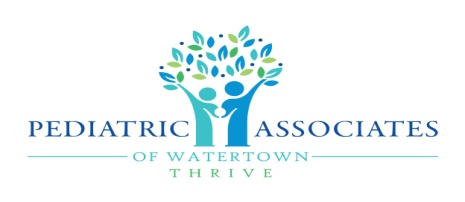 PEDIATRIC ASSOCIATES
OF WATERTOWN
THRIVE